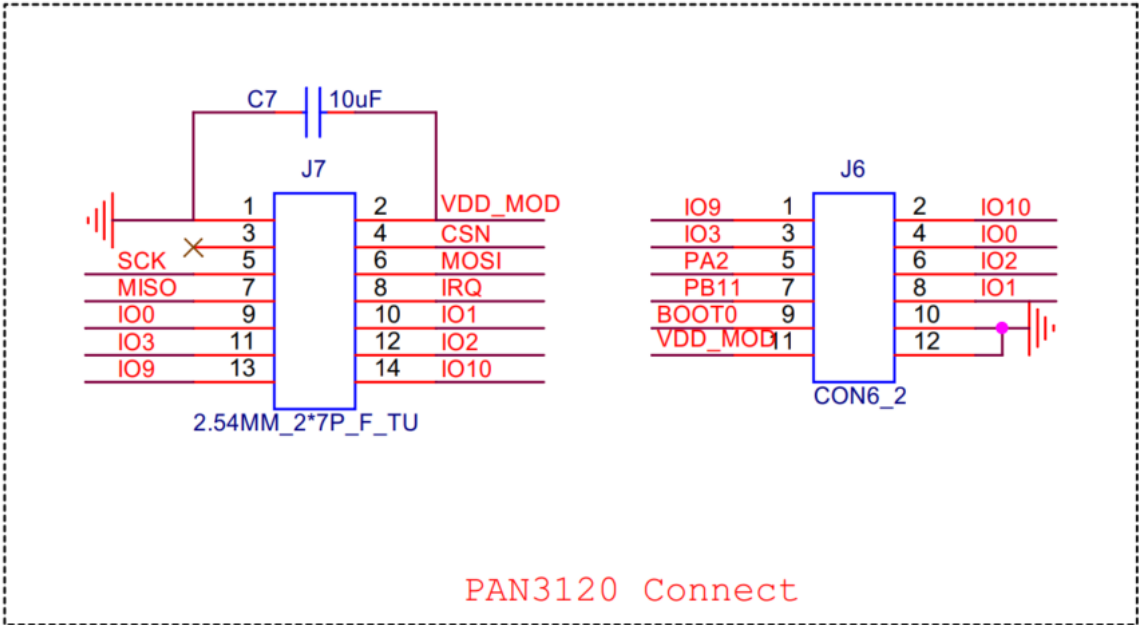 C7 10uF
J7
1 2 VDD_MOD
3 4 CSN
SCK 5 6 MOSI
MISO 7 8 IRQ
IO0 9 10 IO1
IO3 11 12 IO2
IO9 13 14 IO10
2.54MM_2*7P_F_TU
J6
IO9 1 2 IO10
IO3 3 4 IO0
PA2 5 6 IO2
PB11 7 8 IO1
BOOT0 9 10
VDD_MOD 11 12
CON6_2
PAN3120 Connect